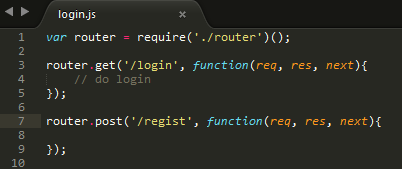 login.js
1 var router = require('./router')();
2
3 router.get('/login', function(req, res, next){
4     // do login
5 });
6
7 router.post('/regist', function(req, res, next){
8
9 });
10